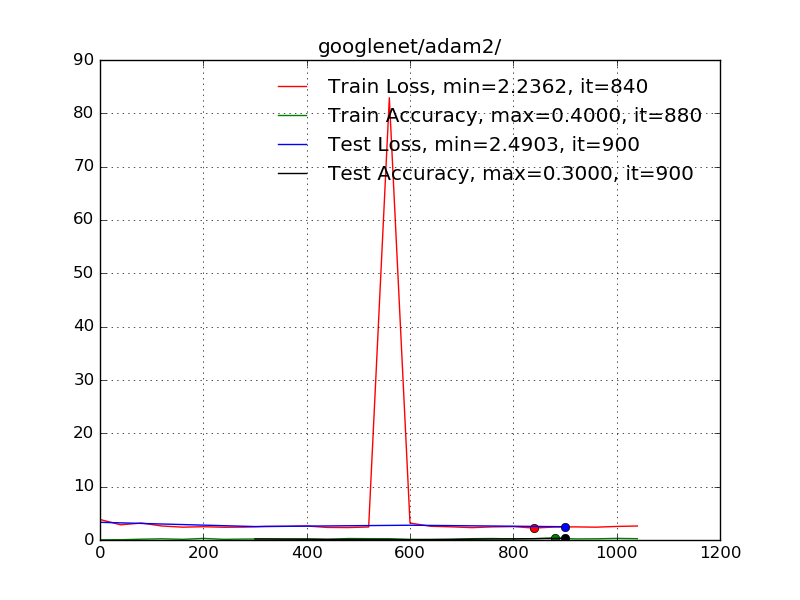 googlenet/adam2/
90
80
70
60
50
40
30
20
10
0
Train Loss, min=2.2362, it=840
Train Accuracy, max=0.4000, it=880
Test Loss, min=2.4903, it=900
Test Accuracy, max=0.3000, it=900
0 200 400 600 800 1000 1200